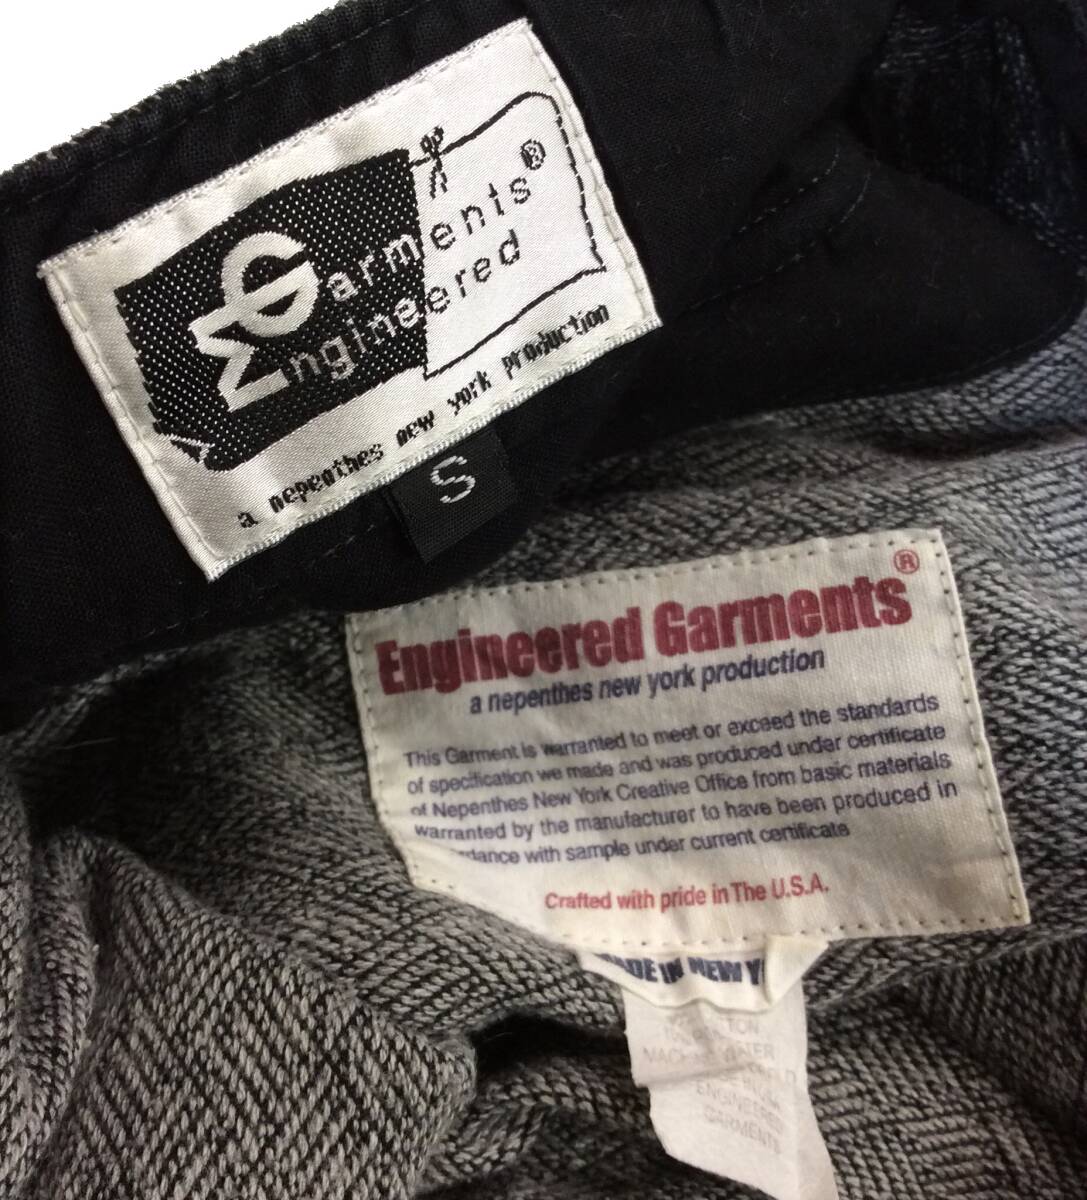 Garments®
Engineered
a nepenthes new york production
S
Engineered Garments®
a nepenthes new york production
This Garment is warranted to meet or exceed the standards
of specification we made and was produced under certificate
of Nepenthes New York Creative Office from basic materials
warranted by the manufacturer to have been produced in
with sample under current certificate
Crafted with pride in The U.S.A.
IN NEW
ENGINEERED
GARMENTS